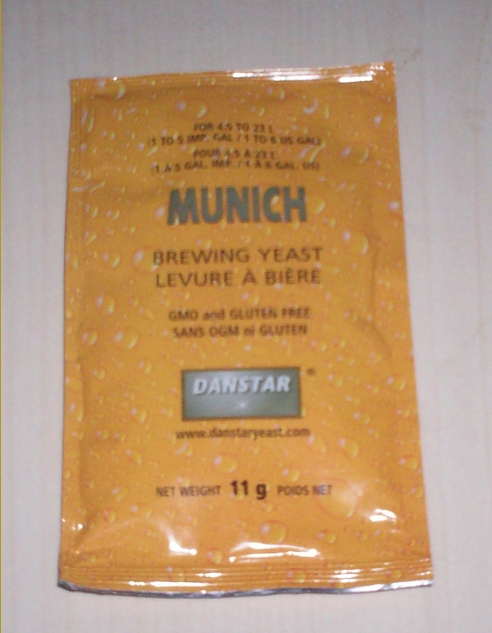 FOR 4.5 TO 23 L
(1 TO 5 IMP. GAL / 1 TO 6 US GAL)
POUR 4.5 À 23 L
(1 À 5 GAL. IMP. / 1 À 6 GAL. US)
MUNICH
BREWING YEAST
LEVURE À BIÈRE
GMO and GLUTEN FREE
SANS OGM ni GLUTEN
DANSTAR ®
www.danstaryeast.com
NET WEIGHT 11 g POIDS NET